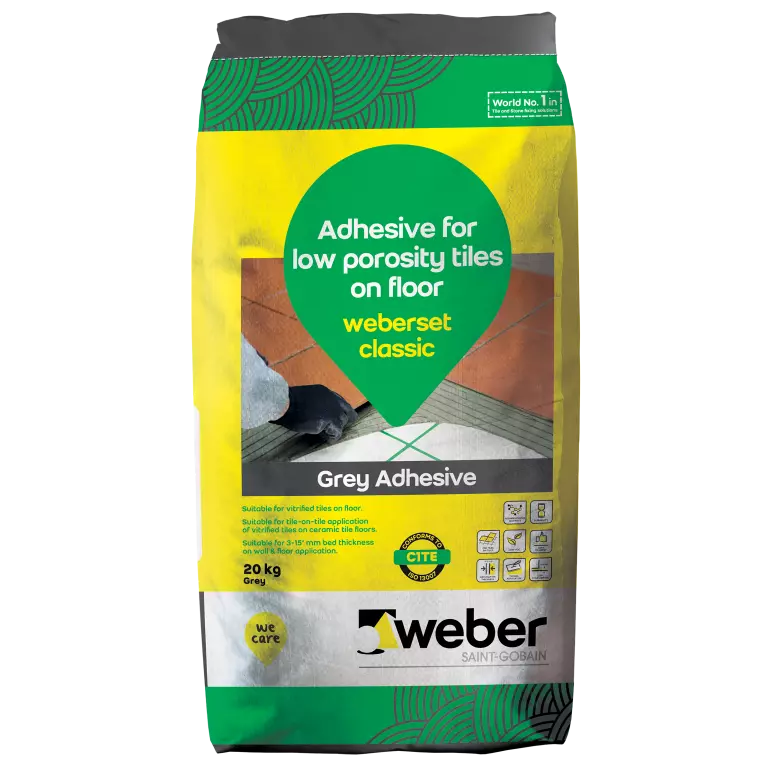 World No. 1 in
Tile and Stone fixing solutions
Adhesive for
low porosity tiles
on floor
weberset
classic
Grey Adhesive
Suitable for vitrified tiles on floor.
Suitable for tile-on-tile application
of vitrified tiles on ceramic tile floors.
Suitable for 3-15* mm bed thickness
on wall & floor application.
20 kg
Grey
CONFORMS TO
C1TE
ISO 13007
we
care
weber
SAINT-GOBAIN